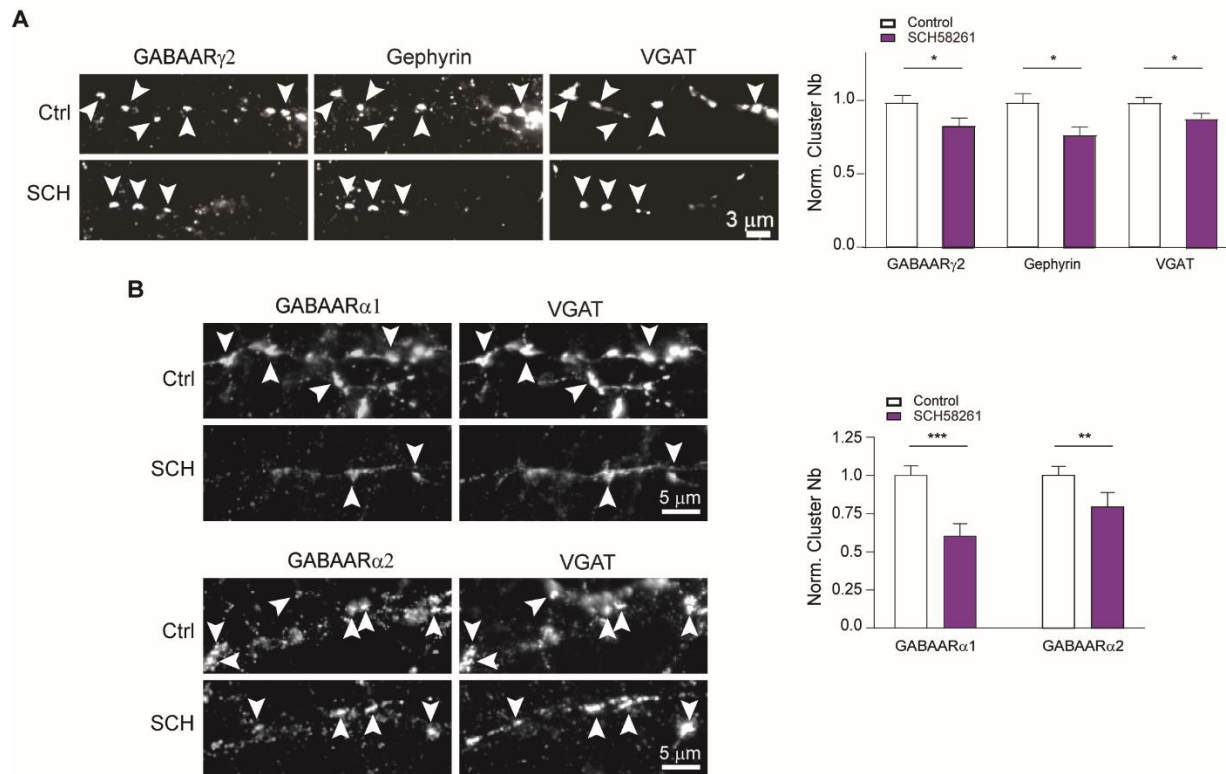 A
GABAARγ2 Gephyrin VGAT
Ctrl
SCH
3 μm
Control
SCH58261
* * *
Norm. Cluster Nb
1.0
0.5
0.0
GABAARγ2 Gephyrin VGAT
B
GABAARα1 VGAT
Ctrl
SCH
5 μm
GABAARα2 VGAT
Ctrl
SCH
5 μm
Control
SCH58261
*** **
Norm. Cluster Nb
1.25
1.0
0.75
0.5
0.25
0.0
GABAARα1 GABAARα2